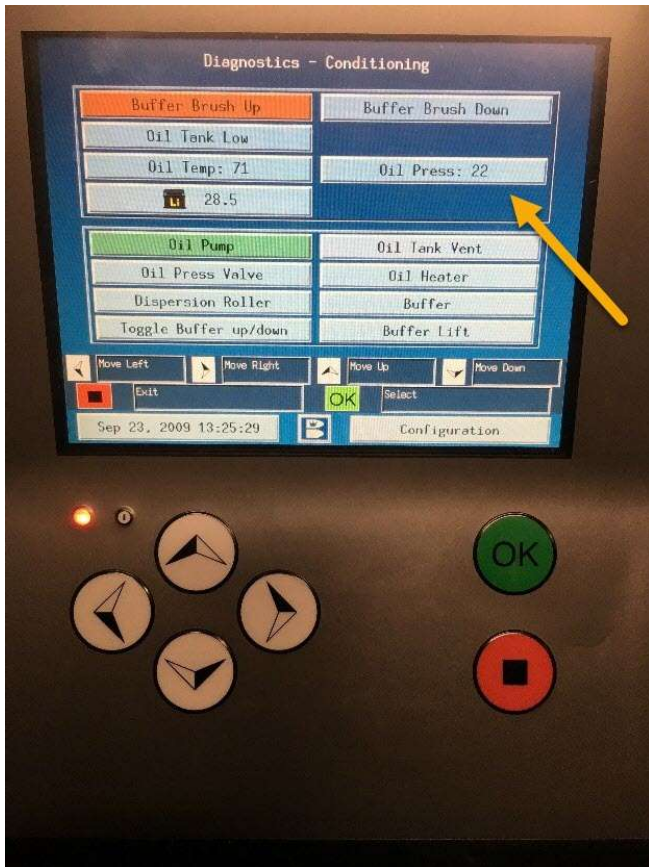 Diagnostics - Conditioning
Buffer Brush Up
Buffer Brush Down
Oil Tank Low
Oil Temp: 71
Oil Press: 22
Li 28.5
Oil Pump
Oil Tank Vent
Oil Press Valve
Oil Heater
Dispersion Roller
Buffer
Toggle Buffer up/down
Buffer Lift
Move Left
Move Right
Move Up
Move Down
Exit
OK Select
Sep 23, 2009 13:25:29
B
Configuration
OK